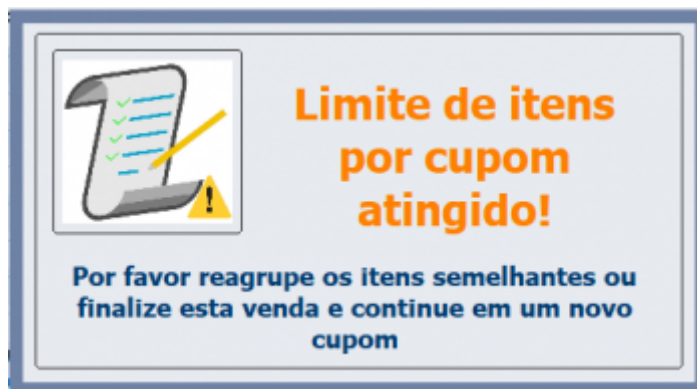 Limite de itens
por cupom
atingido!
Por favor reagrupe os itens semelhantes ou
finalize esta venda e continue em um novo
cupom